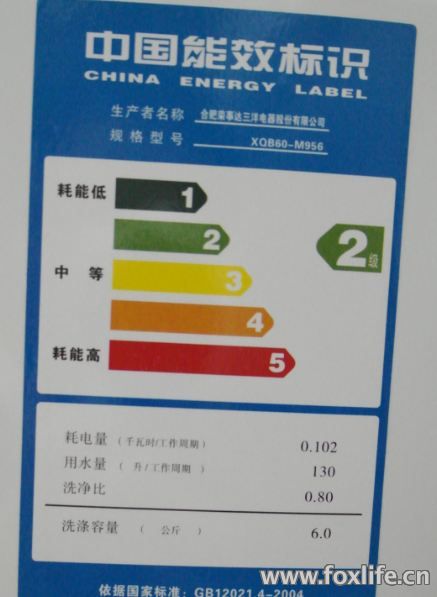 中国能效标识
CHINA ENERGY LABEL
生产者名称 合肥荣事达三洋电器股份有限公司
规格型号 XQB60-M956
耗能低 1
2 2级
中 等 3
4
耗能高 5
耗电量 (千瓦时/工作周期) 0.102
用水量 (升/工作周期) 130
洗净比 0.80
洗涤容量 (公斤) 6.0
依据国家标准: GB12021.4-2004
www.foxlife.cn